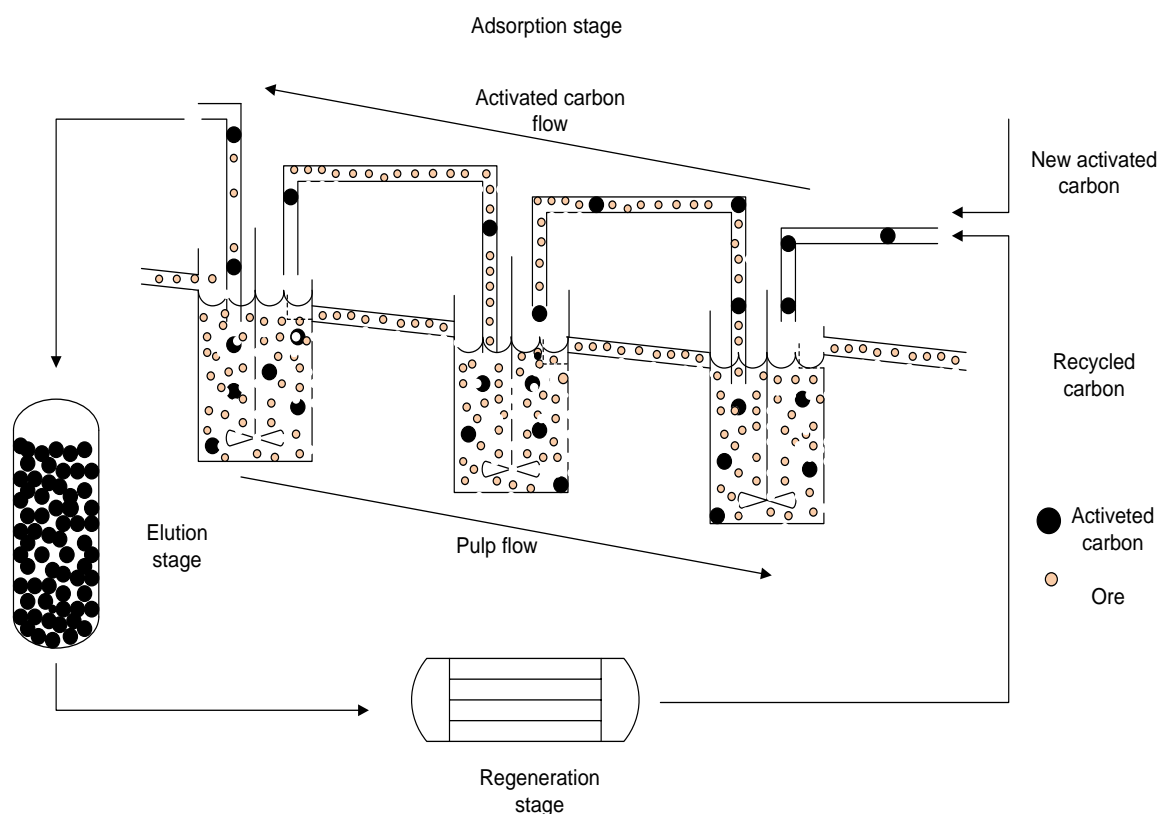 Adsorption stage
Activated carbon
flow
New activated
carbon
Recycled
carbon
Activeted
carbon
Ore
Elution
stage
Pulp flow
Regeneration
stage